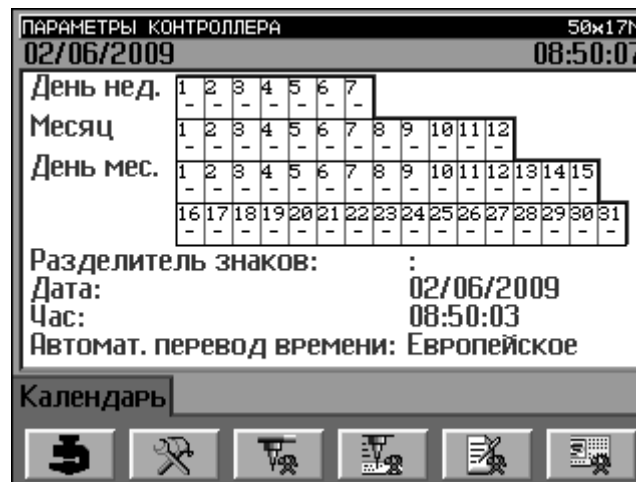 ПАРАМЕТРЫ КОНТРОЛЛЕРА 50x17N
02/06/2009 08:50:07
День нед. 1 2 3 4 5 6 7
- - - - - - -
Месяц 1 2 3 4 5 6 7 8 9 10 11 12
- - - - - - - - - - - -
День мес. 1 2 3 4 5 6 7 8 9 10 11 12 13 14 15
- - - - - - - - - - - - - - -
16 17 18 19 20 21 22 23 24 25 26 27 28 29 30 31
- - - - - - - - - - - - - - - -
Разделитель знаков: :
Дата: 02/06/2009
Час: 08:50:03
Автомат. перевод времени: Европейское
Календарь